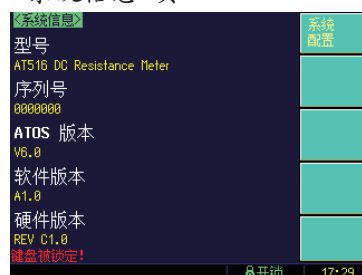 <系统信息>
系统
配置
型号
AT516 DC Resistance Meter
序列号
0000000
ATOS 版本
V6.0
软件版本
A1.0
硬件版本
REV C1.0
键盘被锁定!
开锁
17:29